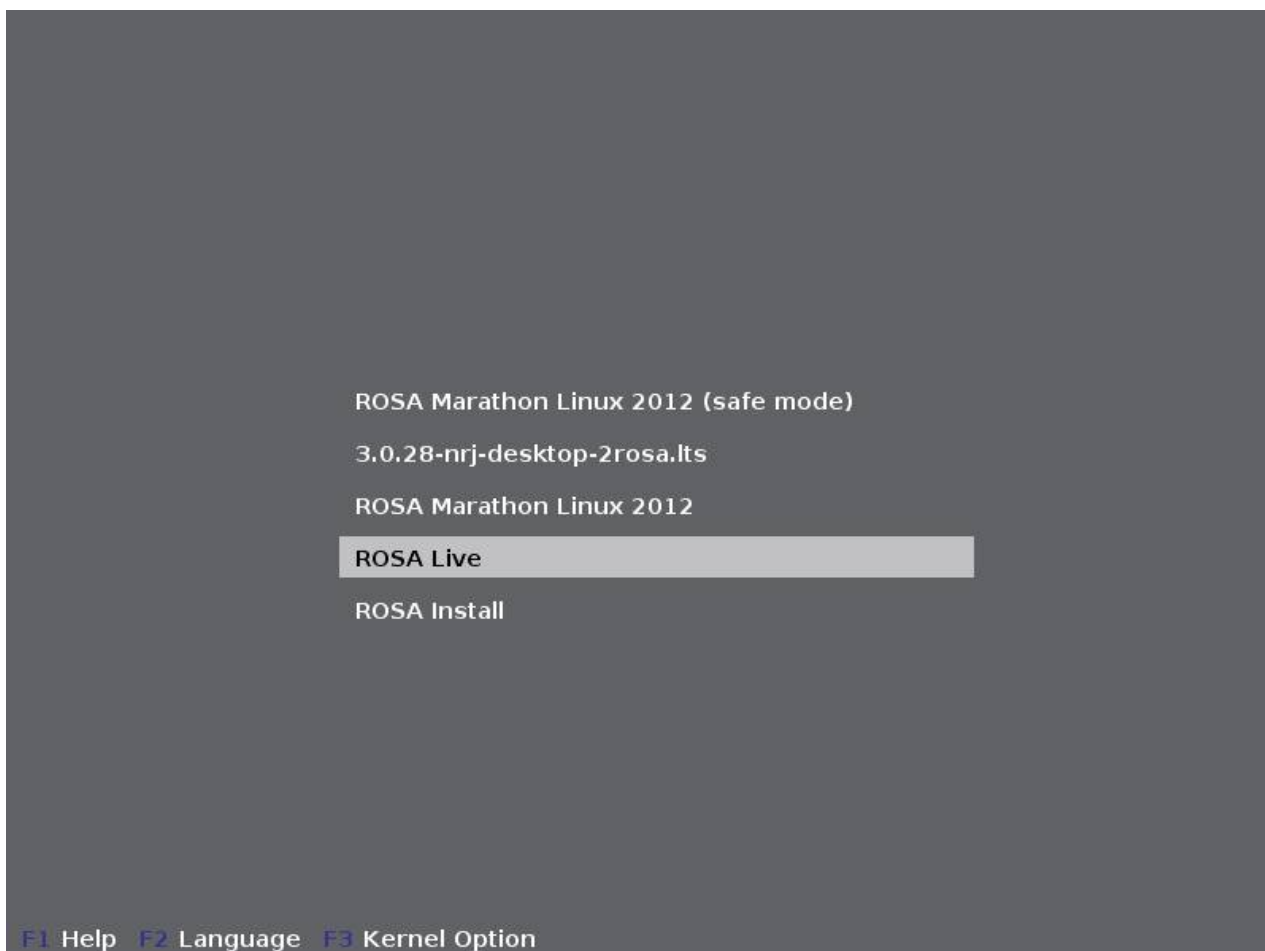 ROSA Marathon Linux 2012 (safe mode)
3.0.28-nrj-desktop-2rosa.lts
ROSA Marathon Linux 2012
ROSA Live
ROSA Install
F1 Help F2 Language F3 Kernel Option